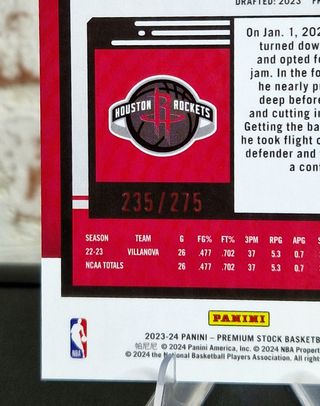 DRAFTED: 2023
On Jan. 1, 202
turned dow
and opted fo
jam. In the fo
he nearly p
deep before
and cutting in
Getting the ba
he took flight o
defender and
a con
HOUSTON ROCKETS
235/275
SEASON TEAM G FG% FT% 3PM RPG APG
22-23 VILLANOVA 26 .477 .702 37 5.3 0.7
NCAA TOTALS 26 .477 .702 37 5.3 0.7
PANINI
2023-24 PANINI – PREMIUM STOCK BASKETB
帕尼尼 © 2024 Panini America, Inc. © 2024 NBA Propert
© 2024 the National Basketball Players Association. All right
NBA